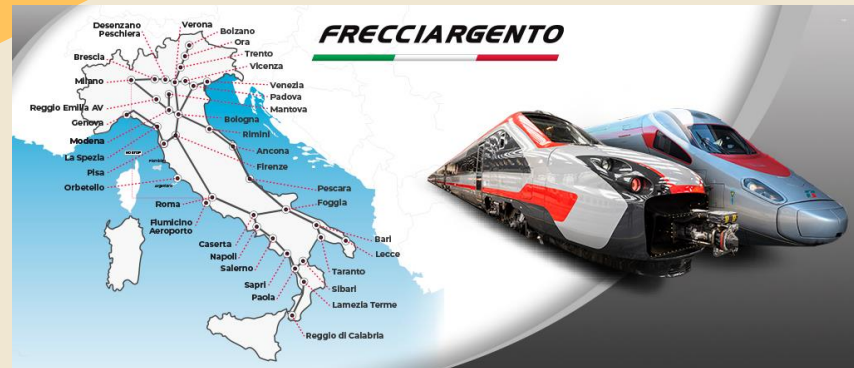 FRECCIARGENTO
Desenzano
Peschiera
Verona
Bolzano
Ora
Trento
Vicenza
Brescia
Milano
Venezia
Padova
Mantova
Reggio Emilia AV
Genova
Bologna
Modena
Rimini
La Spezia
Ancona
Pisa
Firenze
Orbetello
Pescara
Roma
Foggia
Fiumicino
Aeroporto
Bari
Caserta
Lecce
Napoli
Salerno
Taranto
Sapri
Sibari
Paola
Lamezia Terme
Reggio di Calabria